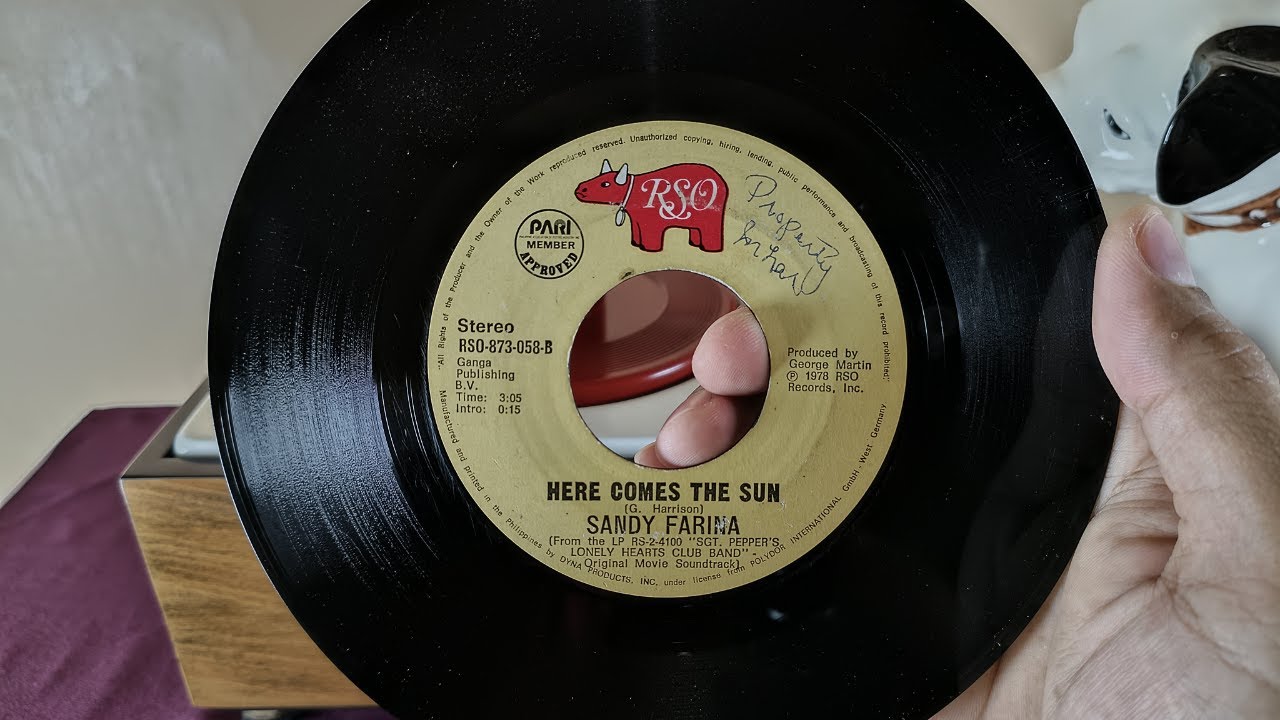 "All Rights of the Producer and the Owner of the Work reproduced reserved. Unauthorized copying, hiring, lending, public performance and broadcasting of this record prohibited"
RSO
Property
PARI
MEMBER
APPROVED
Stereo
RSO-873-058-B
Ganga
Publishing
B.V.
Time: 3:05
Intro: 0:15
Produced by
George Martin
℗ 1978 RSO
Records, Inc.
HERE COMES THE SUN
(G. Harrison)
SANDY FARINA
(From the LP RS-2-4100 "SGT. PEPPER'S
LONELY HEARTS CLUB BAND" -
Original Movie Soundtrack)
Manufactured and printed in the Philippines by DYNA PRODUCTS, INC, under license from POLYDOR INTERNATIONAL GmbH - West Germany